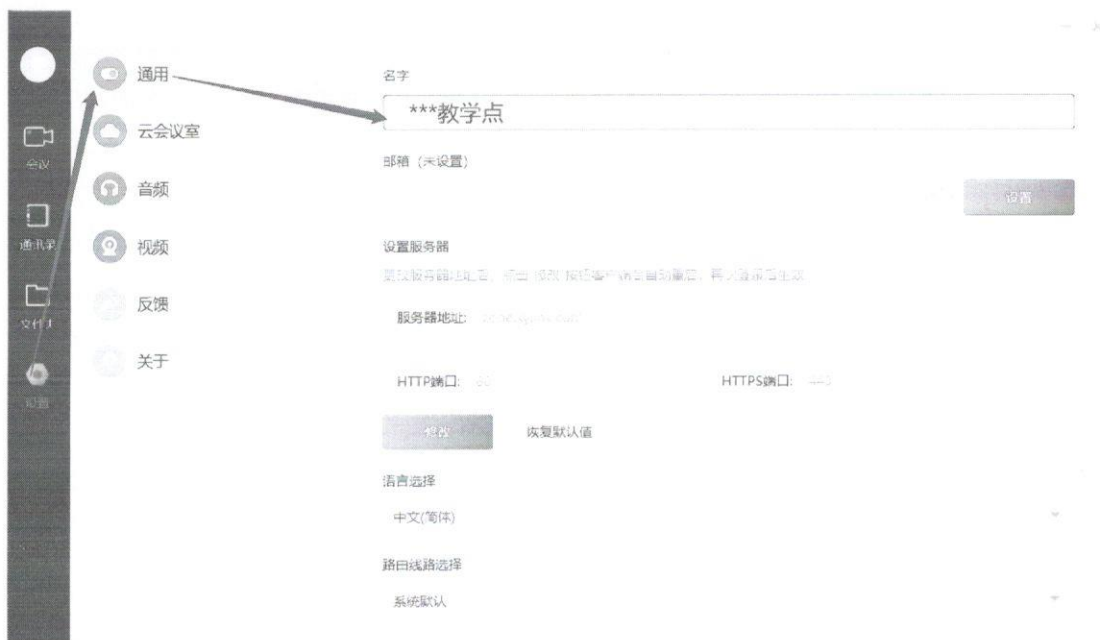 通用
云会议室
音频
视频
反馈
关于
会议
通讯录
设置
名字
***教学点
邮箱（未设置）
设置
设置服务器
服务器地址:
HTTP端口:
HTTPS端口:
修改
恢复默认值
语言选择
中文(简体)
路由线路选择
系统默认